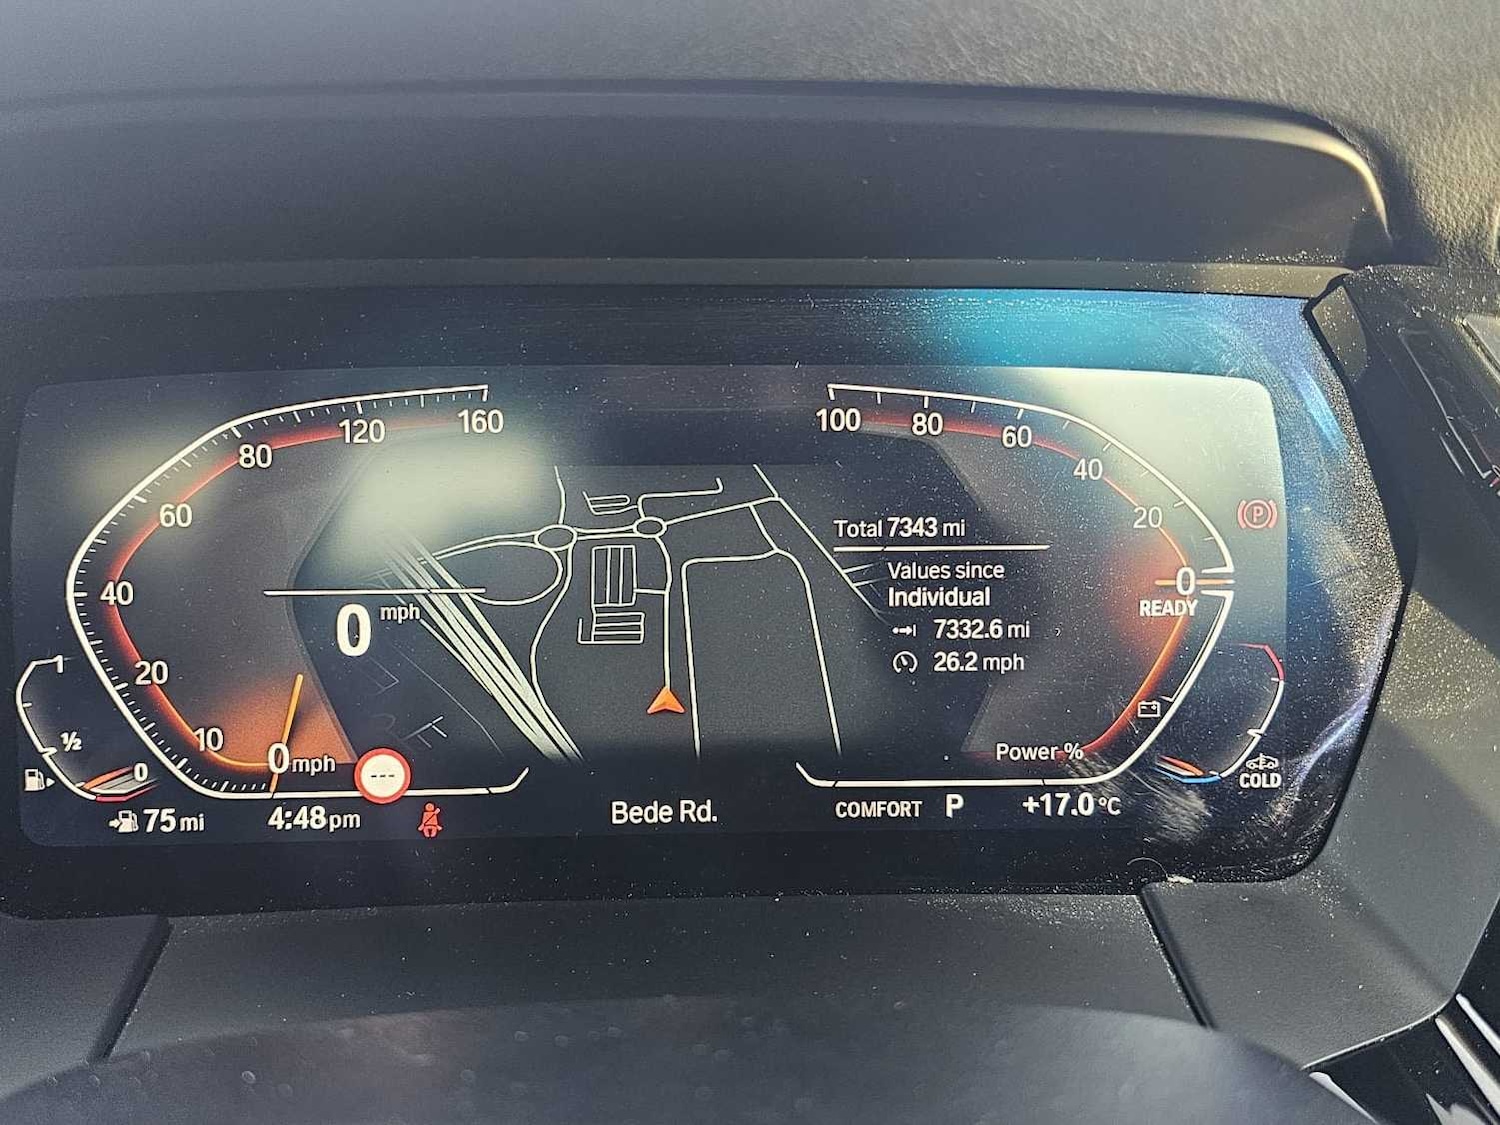 160
120
80
60
40
20
10
0 mph
0 mph
1
½
0
75 mi
4:48 pm
---
Bede Rd.
100
80
60
40
20
0
READY
Total 7343 mi
Values since
Individual
7332.6 mi
26.2 mph
Power %
COMFORT P +17.0 °C
(P)
COLD